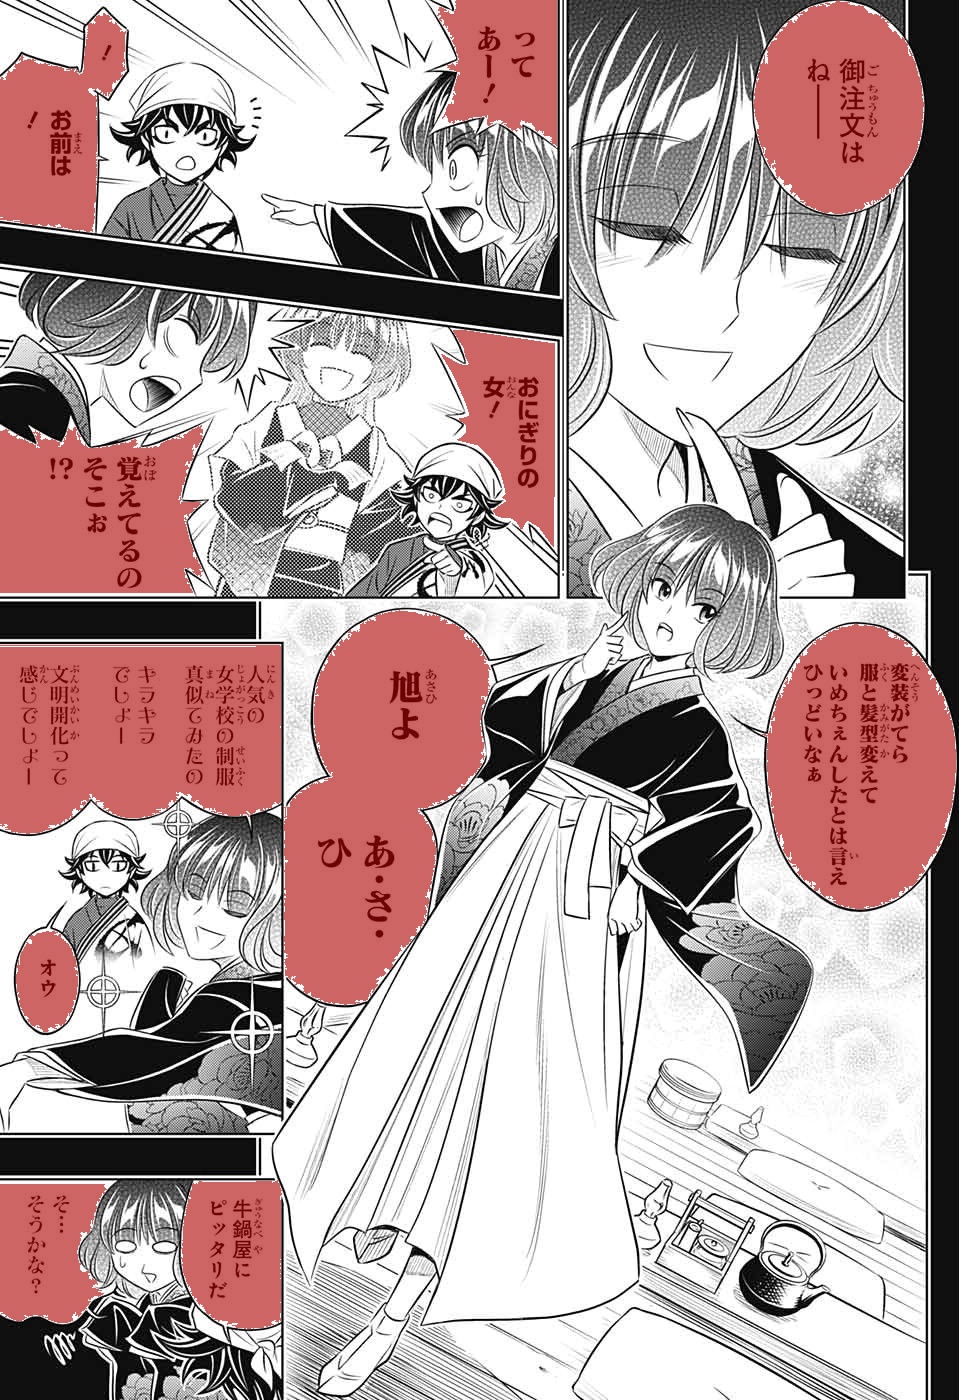 御注文は
ね――
って
あー！
！
お前は
！
おにぎりの
女！
覚えてるの
そこぉ
!?
変装がてら
服と髪型変えて
いめちぇんしたとは言え
ひっどいなぁ
旭よ
あ・さ・
ひ
人気の
女学校の制服
真似てみたの
キラキラ
でしょー
文明開化って
感じでしょー
オウ
牛鍋屋に
ピッタリだ
そ…
そうかな？